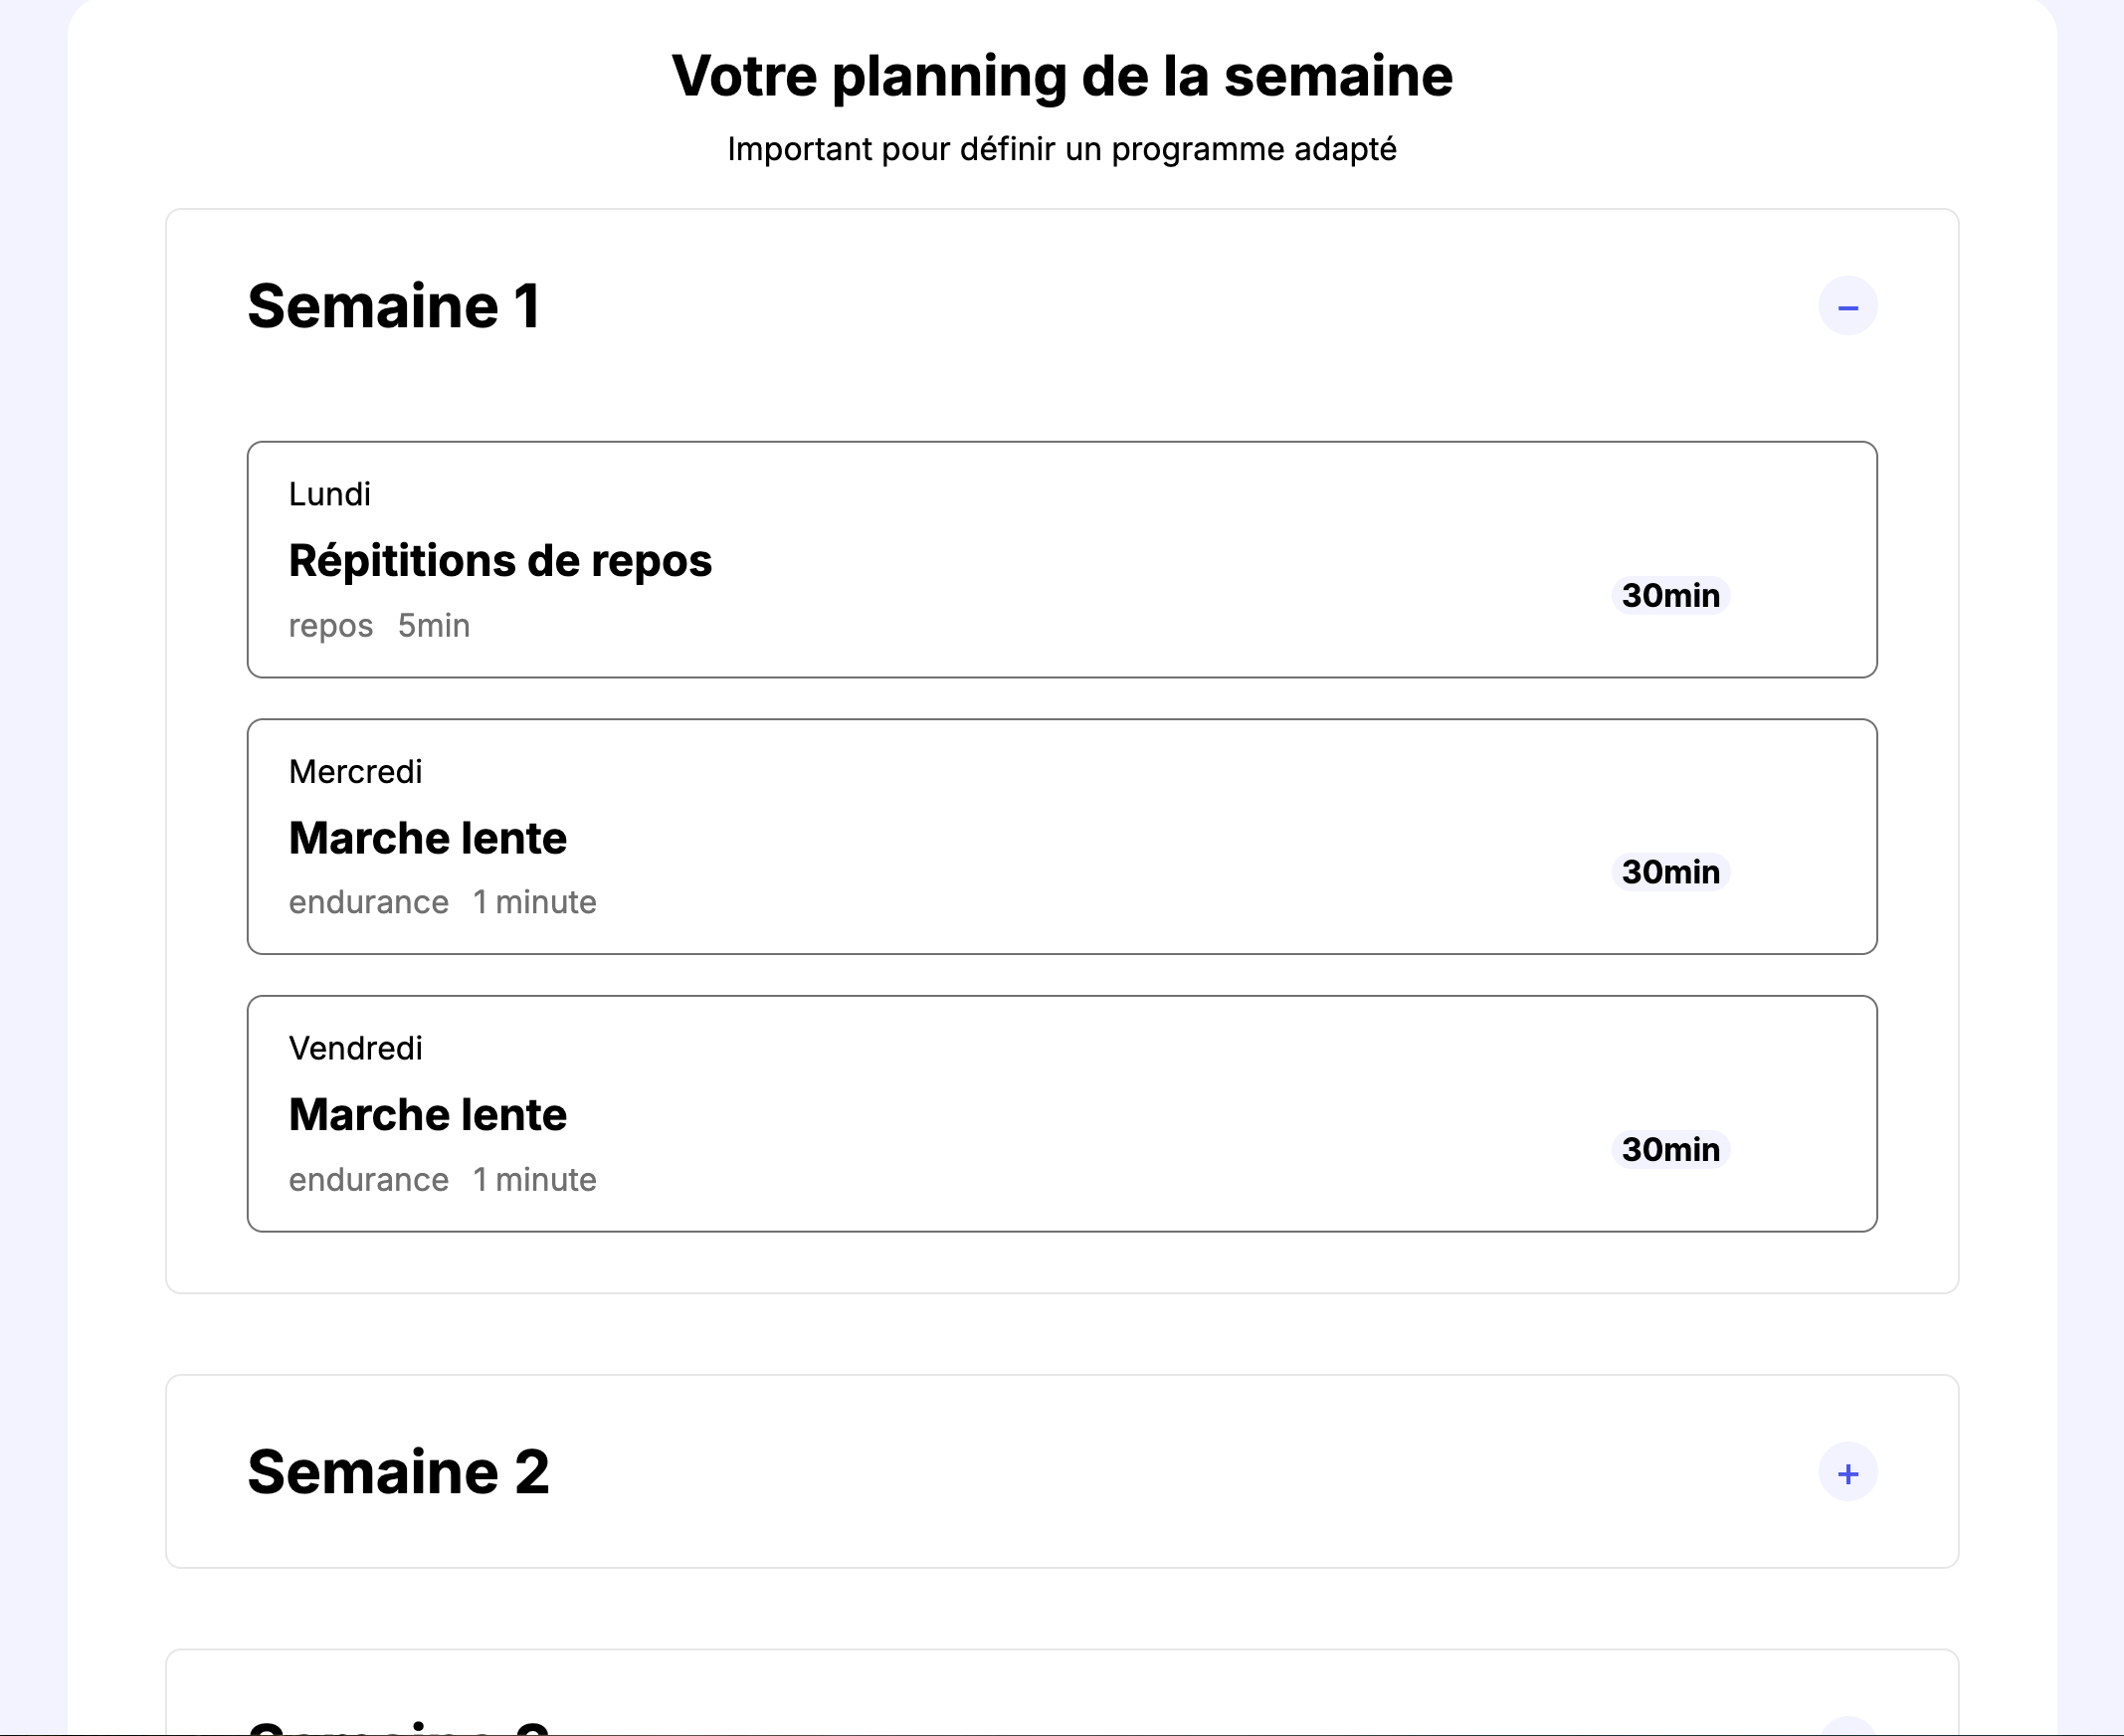 Votre planning de la semaine
Important pour définir un programme adapté
Semaine 1
–
Lundi
Répititions de repos
30min
repos 5min
Mercredi
Marche lente
30min
endurance 1 minute
Vendredi
Marche lente
30min
endurance 1 minute
Semaine 2
+
Semaine